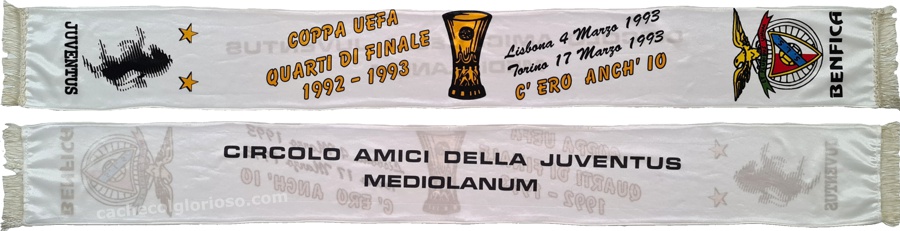 JUVENTUS
COPPA UEFA
QUARTI DI FINALE
1992 - 1993
Lisbona 4 Marzo 1993
Torino 17 Marzo 1993
C' ERO ANCH' IO
BENFICA
CIRCOLO AMICI DELLA JUVENTUS
MEDIOLANUM
cachecolglorioso.com